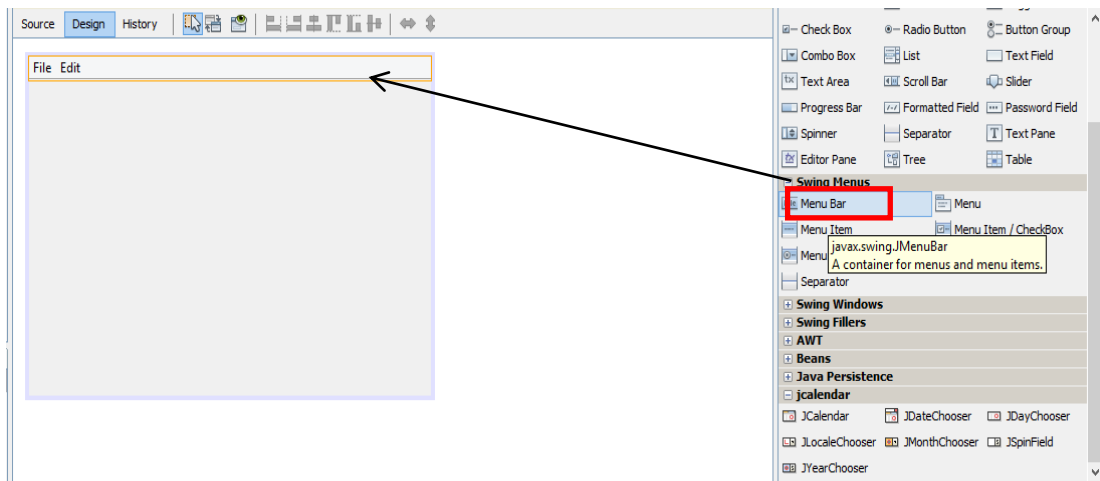 Source Design History
File Edit
Check Box Radio Button Button Group
Combo Box List Text Field
Text Area Scroll Bar Slider
Progress Bar Formatted Field Password Field
Spinner Separator Text Pane
Editor Pane Tree Table
Swing Menus
Menu Bar Menu
Menu Item Menu Item / CheckBox
Menu
javax.swing.JMenuBar
A container for menus and menu items.
Separator
Swing Windows
Swing Fillers
AWT
Beans
Java Persistence
jcalendar
JCalendar JDateChooser JDayChooser
JLocaleChooser JMonthChooser JSpinField
JYearChooser